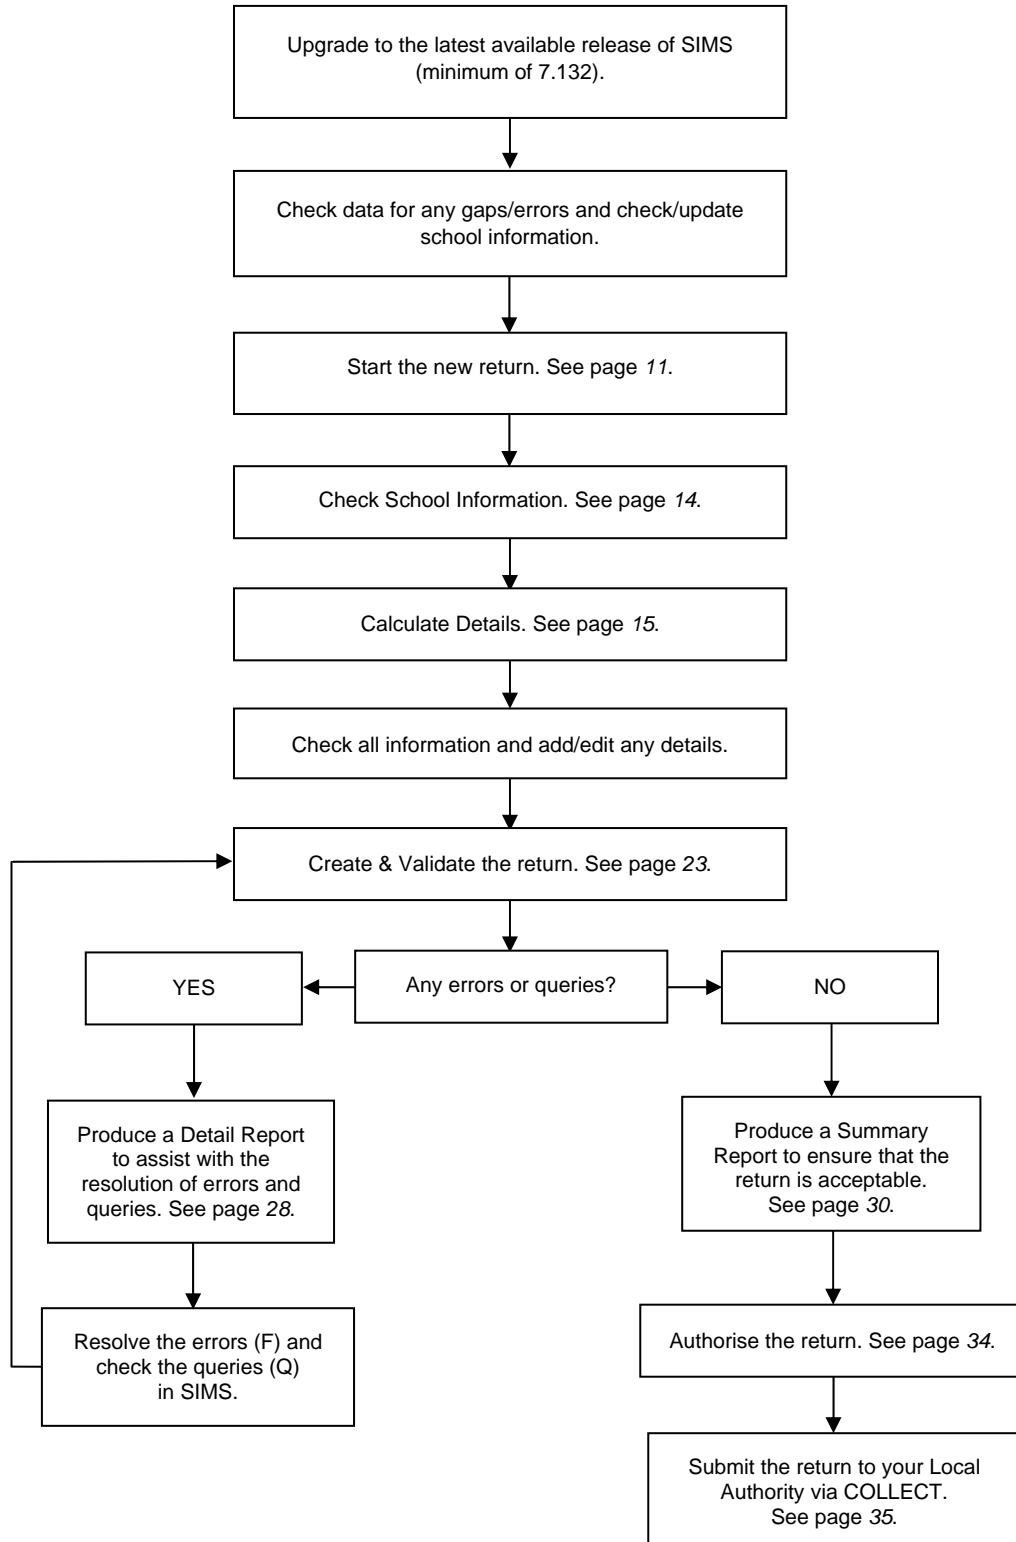 Upgrade to the latest available release of SIMS
(minimum of 7.132).
Check data for any gaps/errors and check/update
school information.
Start the new return. See page 11.
Check School Information. See page 14.
Calculate Details. See page 15.
Check all information and add/edit any details.
Create & Validate the return. See page 23.
YES
Any errors or queries?
NO
Produce a Detail Report
to assist with the
resolution of errors and
queries. See page 28.
Resolve the errors (F) and
check the queries (Q)
in SIMS.
Produce a Summary
Report to ensure that the
return is acceptable.
See page 30.
Authorise the return. See page 34.
Submit the return to your Local
Authority via COLLECT.
See page 35.